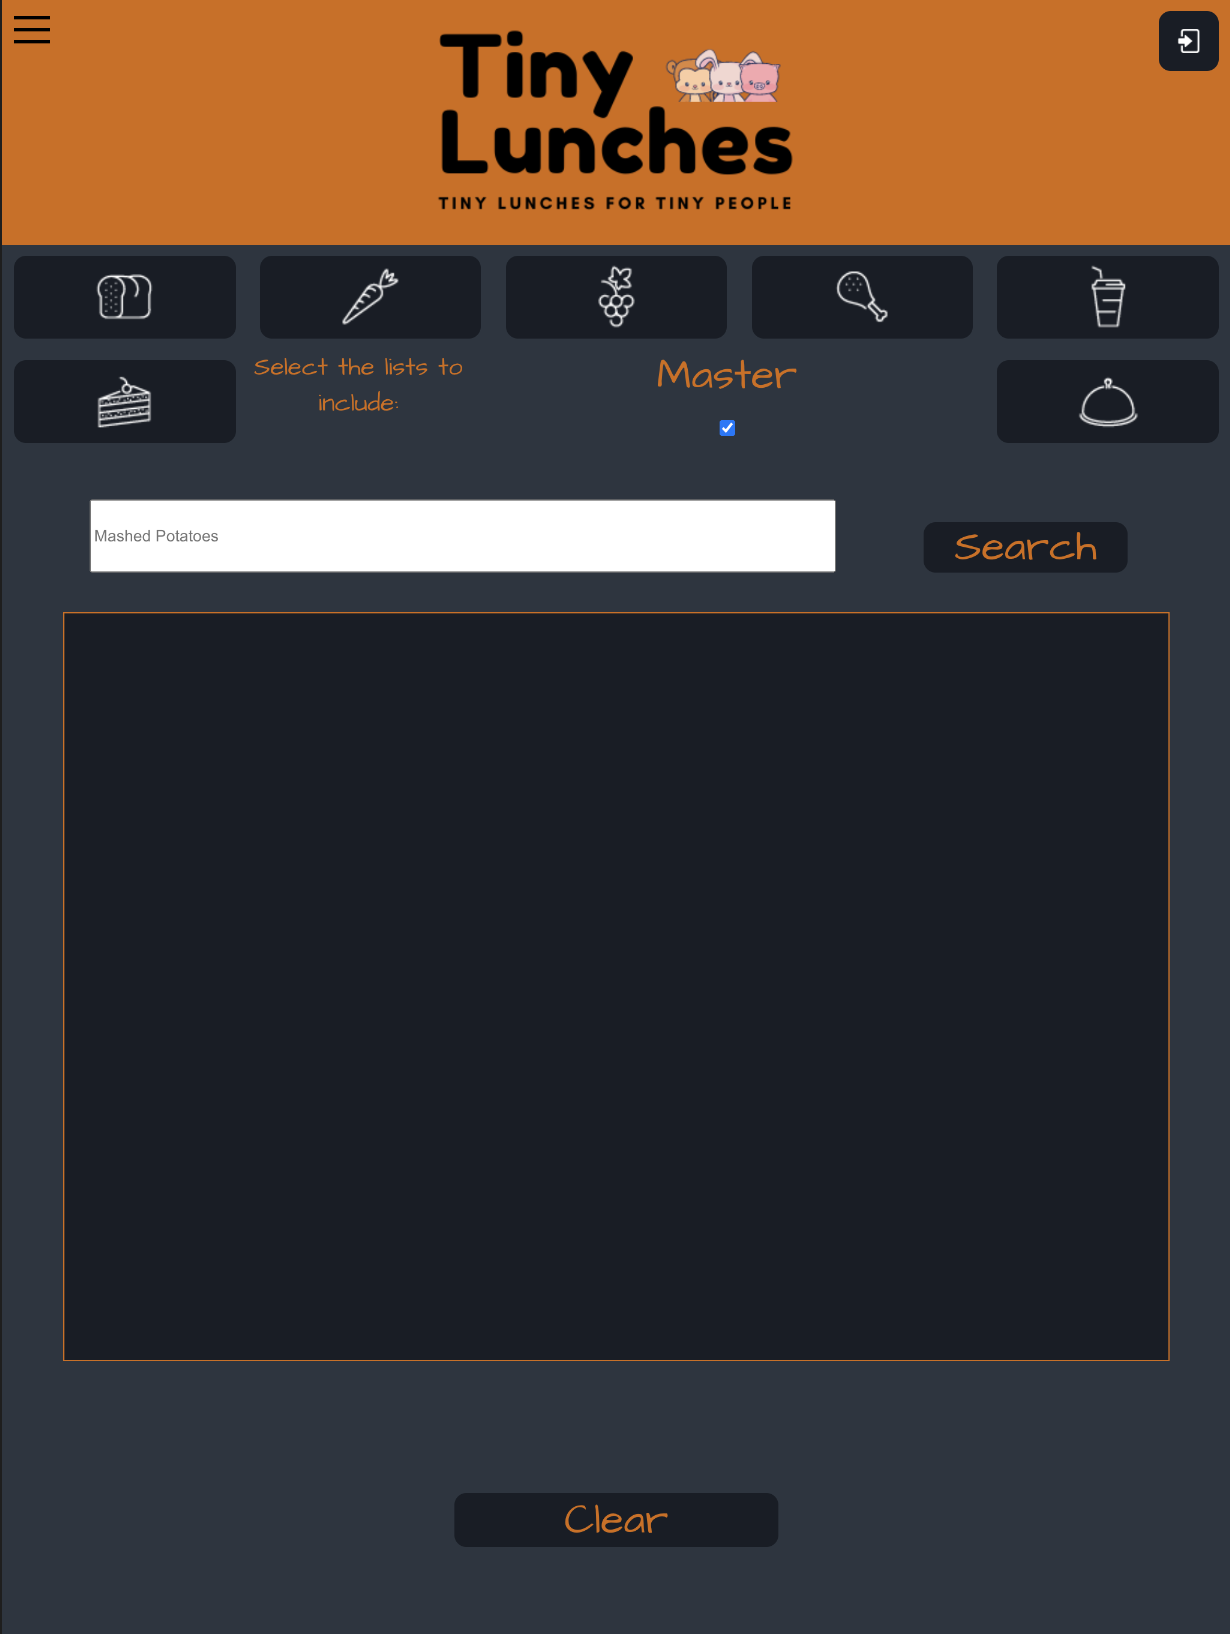 Tiny
Lunches
TINY LUNCHES FOR TINY PEOPLE
Select the lists to
include:
Master
Mashed Potatoes
Search
Clear